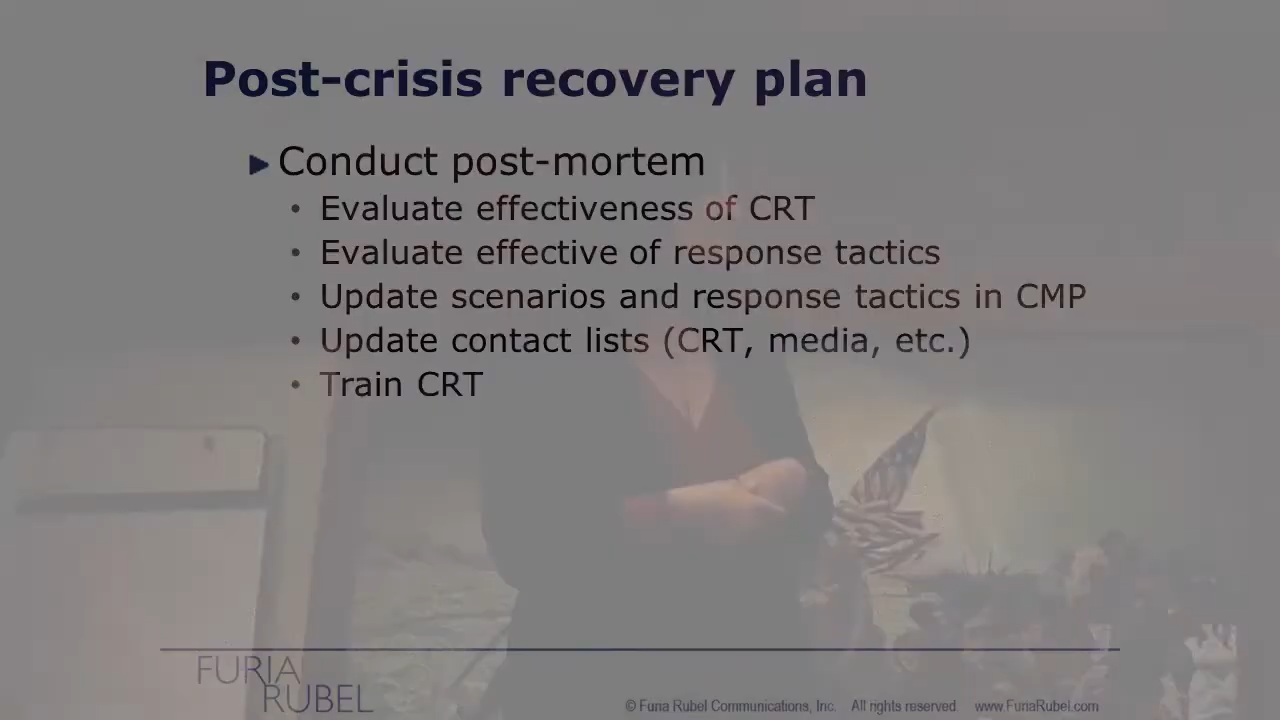 Post-crisis recovery plan
► Conduct post-mortem
• Evaluate effectiveness of CRT
• Evaluate effective of response tactics
• Update scenarios and response tactics in CMP
• Update contact lists (CRT, media, etc.)
• Train CRT
FURIA
RUBEL
© Furia Rubel Communications, Inc. All rights reserved. www.FuriaRubel.com